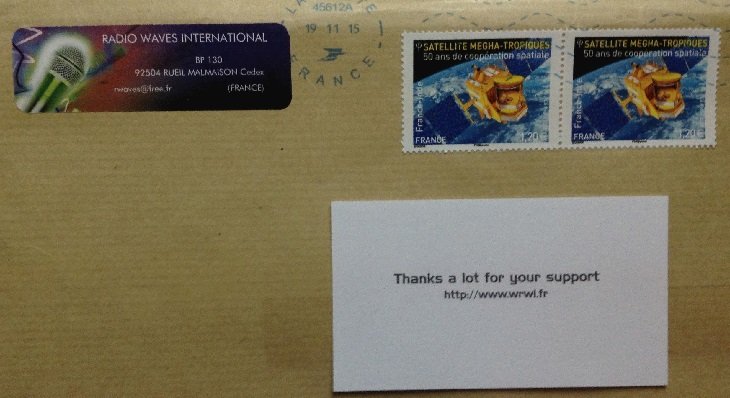 RADIO WAVES INTERNATIONAL
BP 130
92504 RUEIL MALMAISON Cedex
rwaves@free.fr (FRANCE)
45612A
19 11 15
FRANCE
SATELLITE MEGHA-TROPIQUES
50 ans de coopération spatiale
FRANCE
1,20€
SATELLITE MEGHA-TROPIQUES
50 ans de coopération spatiale
FRANCE
1,20€
Thanks a lot for your support
http://www.wrwi.fr